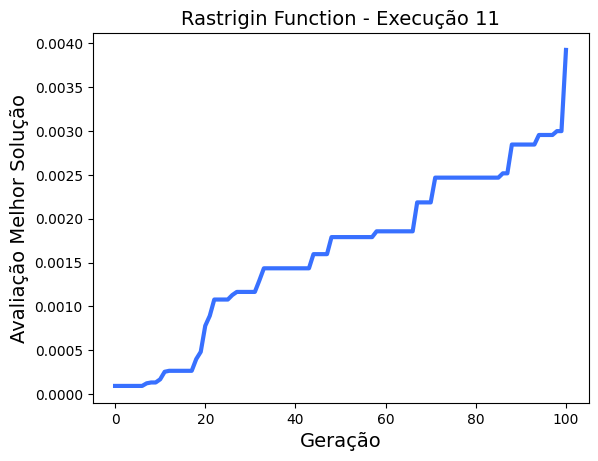 Rastrigin Function - Execução 11
Avaliação Melhor Solução
0.0040
0.0035
0.0030
0.0025
0.0020
0.0015
0.0010
0.0005
0.0000
0 20 40 60 80 100
Geração